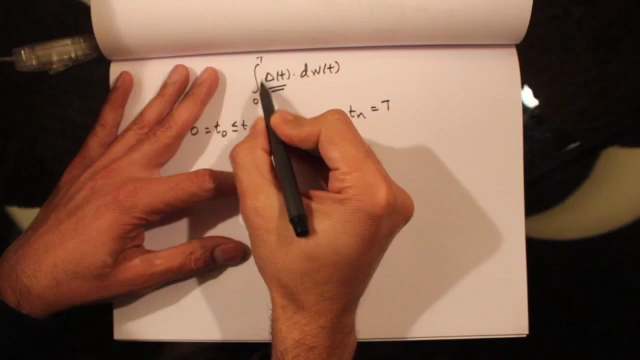 ∫₀ᵀ Δ(t) · dW(t)
0 = t₀ ≤ t tₙ = T